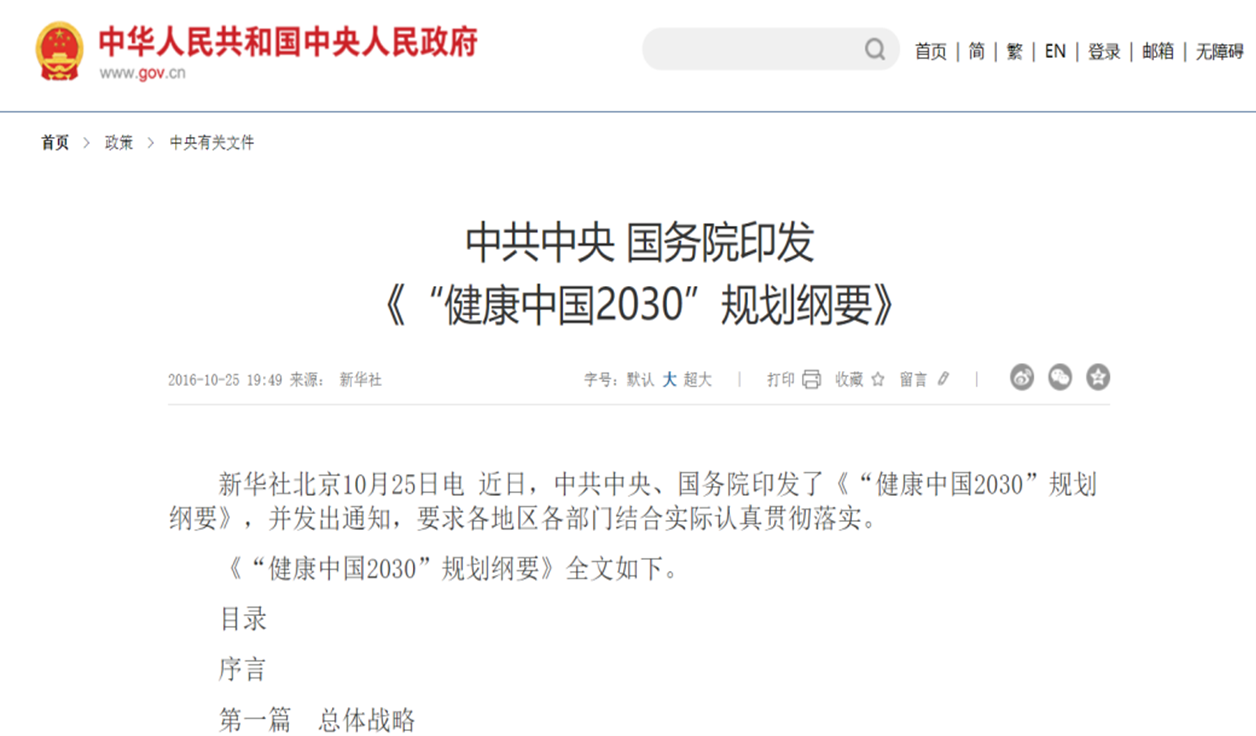 中华人民共和国中央人民政府
www.gov.cn
首页 | 简 | 繁 | EN | 登录 | 邮箱 | 无障碍
首页 > 政策 > 中央有关文件
中共中央 国务院印发
《“健康中国2030”规划纲要》
2016-10-25 19:49 来源： 新华社
字号：默认 大 超大 | 打印 收藏 留言 |
新华社北京10月25日电 近日，中共中央、国务院印发了《“健康中国2030”规划
纲要》，并发出通知，要求各地区各部门结合实际认真贯彻落实。
《“健康中国2030”规划纲要》全文如下。
目录
序言
第一篇 总体战略